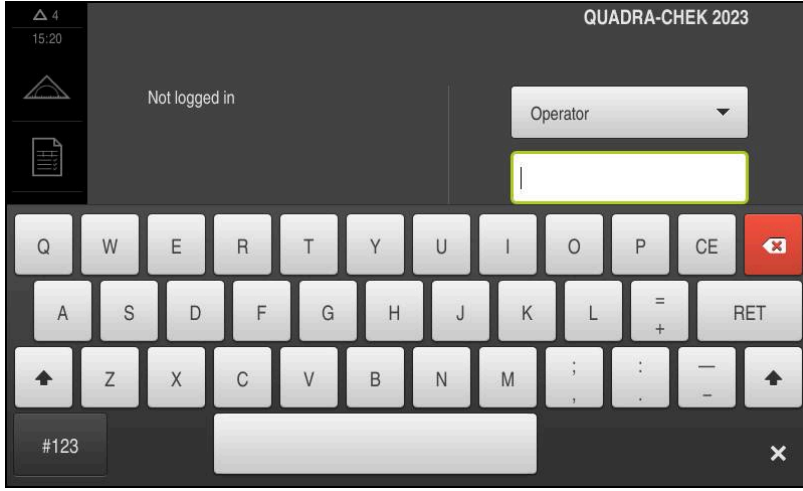 4
15:20
QUADRA-CHEK 2023
Not logged in
Operator
Q W E R T Y U I O P CE
A S D F G H J K L = + RET
Z X C V B N M ; , : . — -
#123